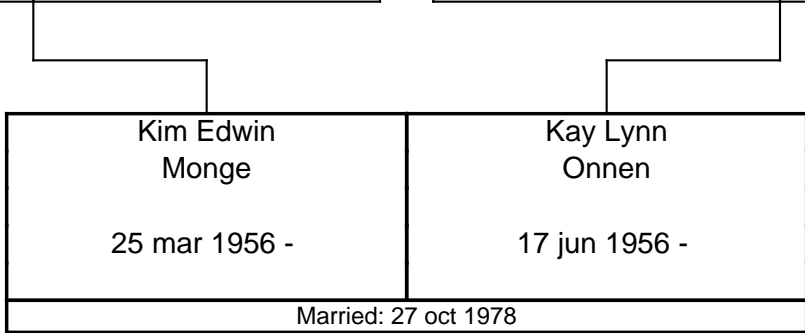 Kim Edwin
Monge
25 mar 1956 -
Kay Lynn
Onnen
17 jun 1956 -
Married: 27 oct 1978